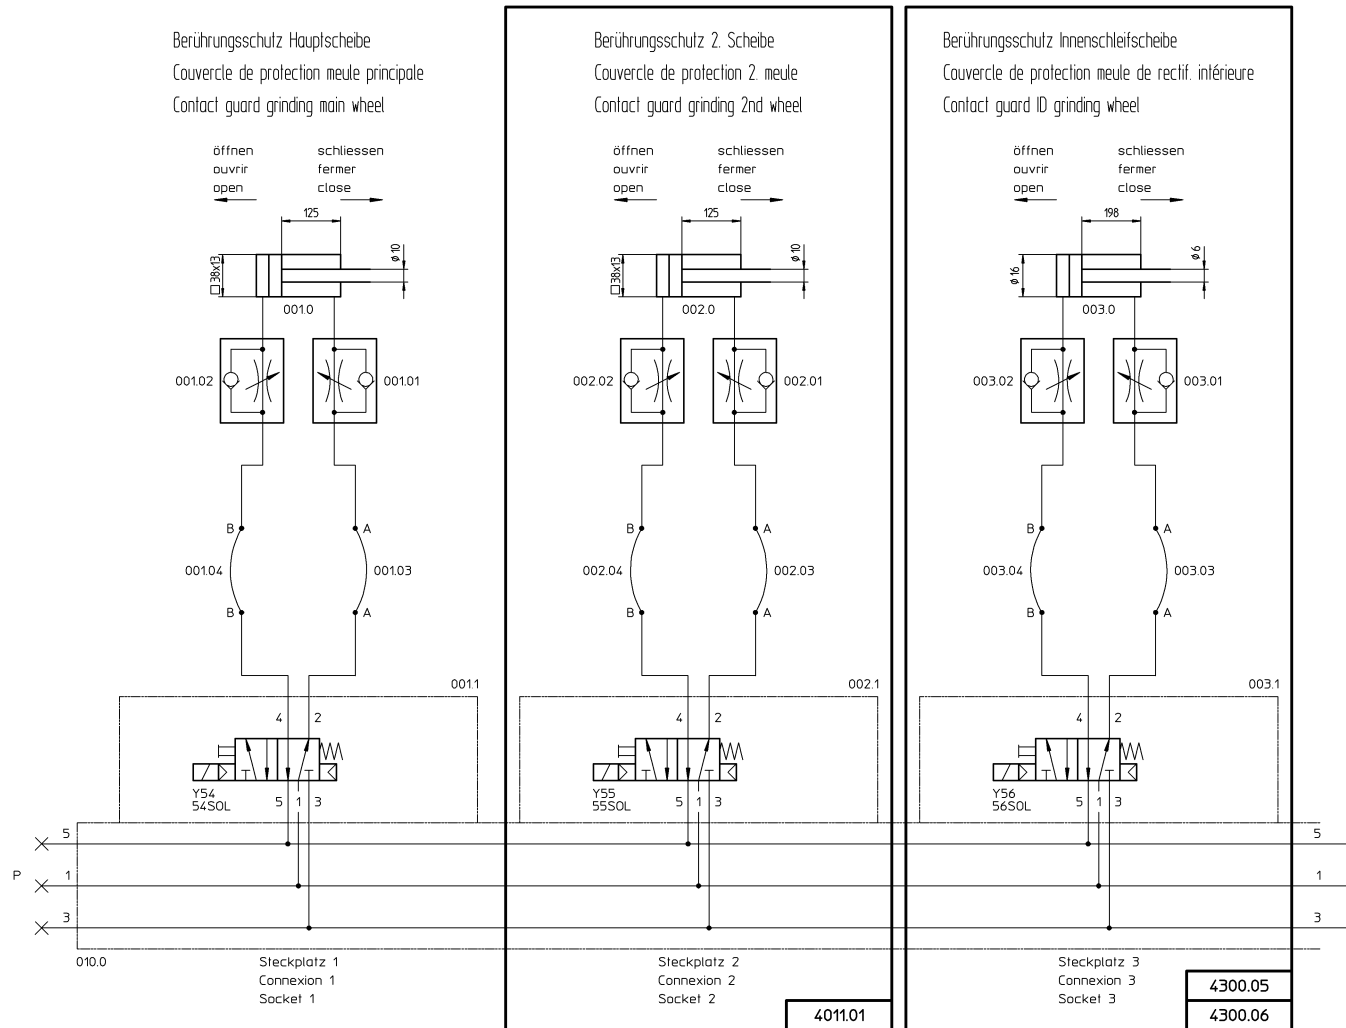 Berührungsschutz Hauptscheibe
Couvercle de protection meule principale
Contact guard grinding main wheel
öffnen schliessen
ouvrir fermer
open close
125
□38x13
ø10
001.0
001.02
001.01
B A
001.04 001.03
B A
001.1
4 2
Y54
54SOL
5 1 3
Berührungsschutz 2. Scheibe
Couvercle de protection 2. meule
Contact guard grinding 2nd wheel
öffnen schliessen
ouvrir fermer
open close
125
□38x13
ø10
002.0
002.02
002.01
B A
002.04 002.03
B A
002.1
4 2
Y55
55SOL
5 1 3
Berührungsschutz Innenschleifscheibe
Couvercle de protection meule de rectif. intérieure
Contact guard ID grinding wheel
öffnen schliessen
ouvrir fermer
open close
198
ø16
ø6
003.0
003.02
003.01
B A
003.04 003.03
B A
003.1
4 2
Y56
56SOL
5 1 3
5 5
P 1 1
3 3
010.0
Steckplatz 1
Connexion 1
Socket 1
Steckplatz 2
Connexion 2
Socket 2
4011.01
Steckplatz 3
Connexion 3
Socket 3
4300.05
4300.06